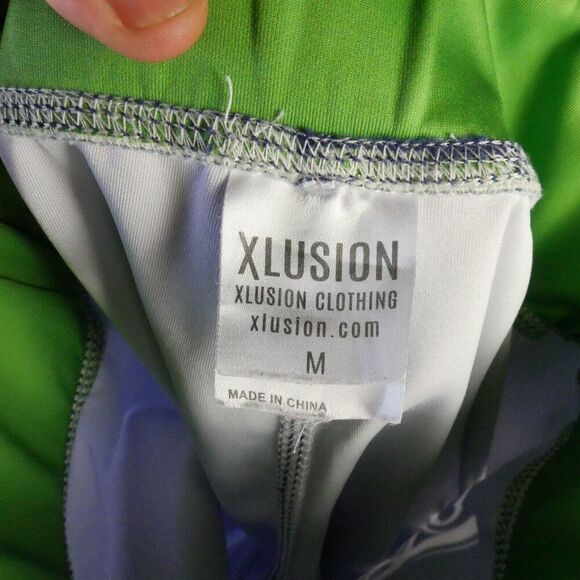 XLUSION
XLUSION CLOTHING
xlusion.com
M
MADE IN CHINA